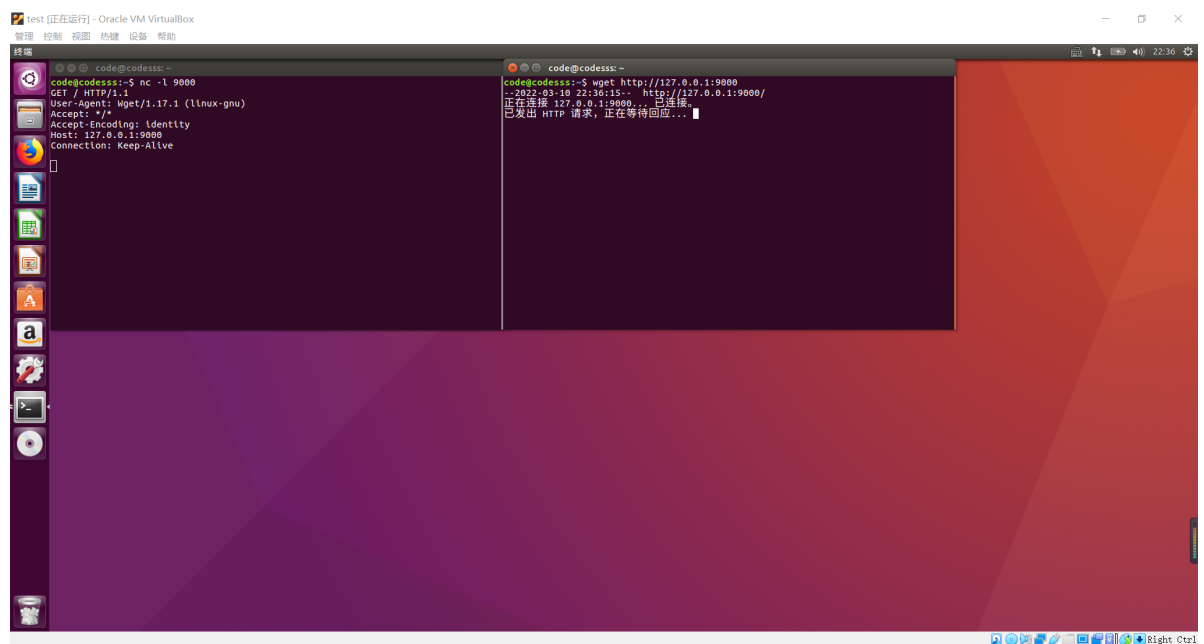 test [正在运行] - Oracle VM VirtualBox
管理 控制 视图 热键 设备 帮助
终端
22:36
code@codesss: ~
code@codesss:~$ nc -l 9000
GET / HTTP/1.1
User-Agent: Wget/1.17.1 (linux-gnu)
Accept: */*
Accept-Encoding: identity
Host: 127.0.0.1:9000
Connection: Keep-Alive
code@codesss: ~
code@codesss:~$ wget http://127.0.0.1:9000
--2022-03-10 22:36:15--  http://127.0.0.1:9000/
正在连接 127.0.0.1:9000... 已连接。
已发出 HTTP 请求，正在等待回应...
Right Ctrl